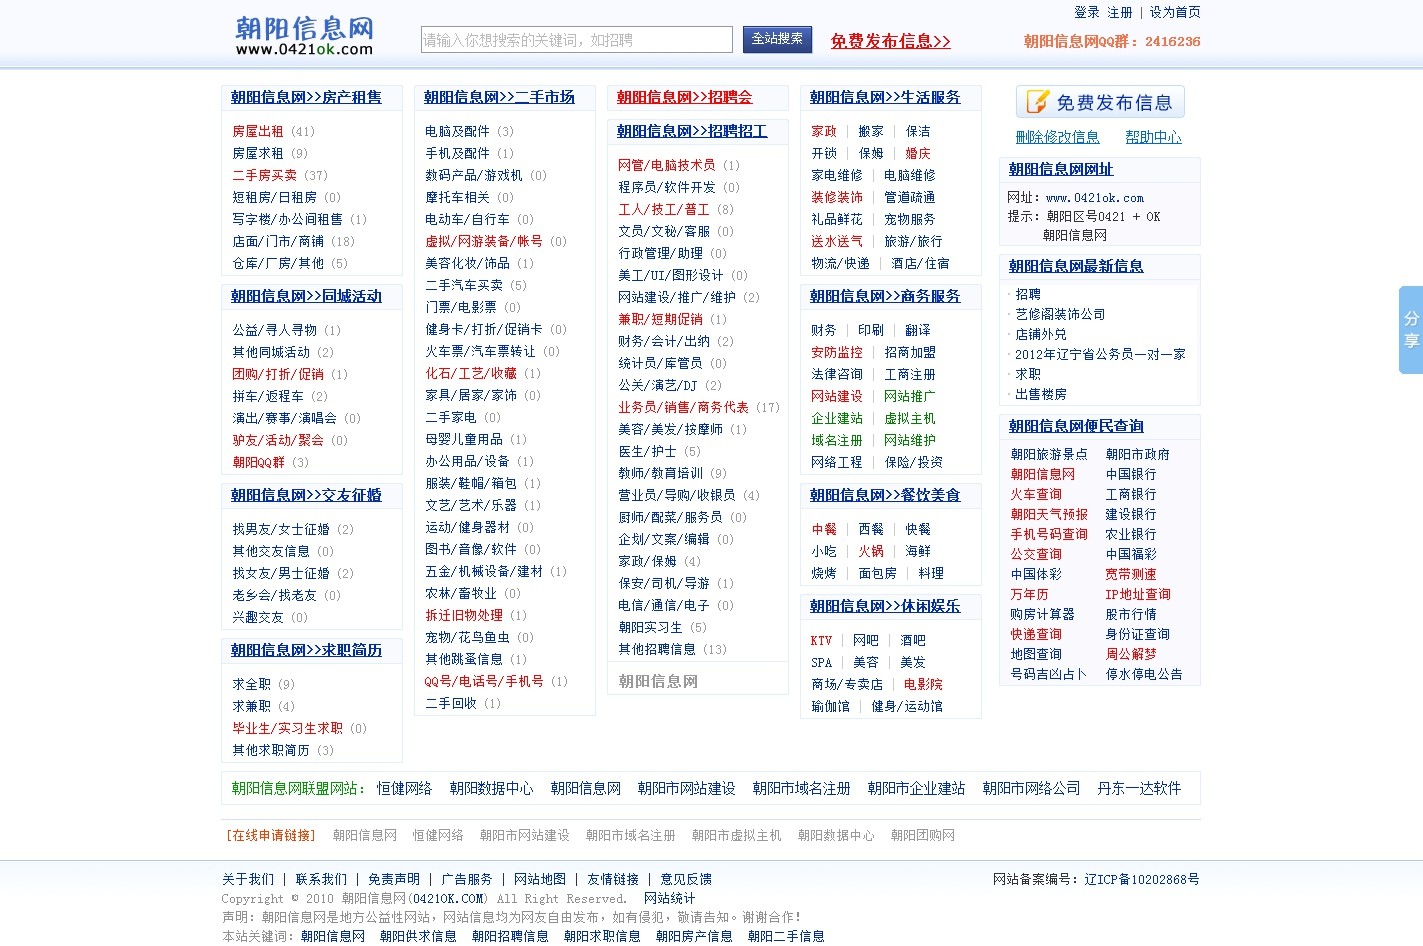 登录 注册 | 设为首页
朝阳信息网
www.0421ok.com
请输入你想搜索的关键词，如招聘
全站搜索
免费发布信息>>
朝阳信息网QQ群：2416236
朝阳信息网>>房产租售
房屋出租 (41)
房屋求租 (9)
二手房买卖 (37)
短租房/日租房 (0)
写字楼/办公间租售 (1)
店面/门市/商铺 (18)
仓库/厂房/其他 (5)
朝阳信息网>>同城活动
公益/寻人寻物 (1)
其他同城活动 (2)
团购/打折/促销 (1)
拼车/返程车 (2)
演出/赛事/演唱会 (0)
驴友/活动/聚会 (0)
朝阳QQ群 (3)
朝阳信息网>>交友征婚
找男友/女士征婚 (2)
其他交友信息 (0)
找女友/男士征婚 (2)
老乡会/找老友 (0)
兴趣交友 (0)
朝阳信息网>>求职简历
求全职 (9)
求兼职 (4)
毕业生/实习生求职 (0)
其他求职简历 (3)
朝阳信息网>>二手市场
电脑及配件 (3)
手机及配件 (1)
数码产品/游戏机 (0)
摩托车相关 (0)
电动车/自行车 (0)
虚拟/网游装备/帐号 (0)
美容化妆/饰品 (1)
二手汽车买卖 (5)
门票/电影票 (0)
健身卡/打折/促销卡 (0)
火车票/汽车票转让 (0)
化石/工艺/收藏 (1)
家具/居家/家饰 (0)
二手家电 (0)
母婴儿童用品 (1)
办公用品/设备 (1)
服装/鞋帽/箱包 (1)
文艺/艺术/乐器 (1)
运动/健身器材 (0)
图书/音像/软件 (0)
五金/机械设备/建材 (1)
农林/畜牧业 (0)
拆迁旧物处理 (1)
宠物/花鸟鱼虫 (0)
其他跳蚤信息 (1)
QQ号/电话号/手机号 (1)
二手回收 (1)
朝阳信息网>>招聘会
朝阳信息网>>招聘招工
网管/电脑技术员 (1)
程序员/软件开发 (0)
工人/技工/普工 (8)
文员/文秘/客服 (0)
行政管理/助理 (0)
美工/UI/图形设计 (0)
网站建设/推广/维护 (2)
兼职/短期促销 (1)
财务/会计/出纳 (2)
统计员/库管员 (0)
公关/演艺/DJ (2)
业务员/销售/商务代表 (17)
美容/美发/按摩师 (1)
医生/护士 (5)
教师/教育培训 (9)
营业员/导购/收银员 (4)
厨师/配菜/服务员 (0)
企划/文案/编辑 (0)
家政/保姆 (4)
保安/司机/导游 (1)
电信/通信/电子 (0)
朝阳实习生 (5)
其他招聘信息 (13)
朝阳信息网
朝阳信息网>>生活服务
家政 | 搬家 | 保洁
开锁 | 保姆 | 婚庆
家电维修 | 电脑维修
装修装饰 | 管道疏通
礼品鲜花 | 宠物服务
送水送气 | 旅游/旅行
物流/快递 | 酒店/住宿
朝阳信息网>>商务服务
财务 | 印刷 | 翻译
安防监控 | 招商加盟
法律咨询 | 工商注册
网站建设 | 网站推广
企业建站 | 虚拟主机
域名注册 | 网站维护
网络工程 | 保险/投资
朝阳信息网>>餐饮美食
中餐 | 西餐 | 快餐
小吃 | 火锅 | 海鲜
烧烤 | 面包房 | 料理
朝阳信息网>>休闲娱乐
KTV | 网吧 | 酒吧
SPA | 美容 | 美发
商场/专卖店 | 电影院
瑜伽馆 | 健身/运动馆
免费发布信息
删除修改信息 帮助中心
朝阳信息网网址
网址：www.0421ok.com
提示：朝阳区号0421 + OK
朝阳信息网
朝阳信息网最新信息
· 招聘
· 艺修阁装饰公司
· 店铺外兑
· 2012年辽宁省公务员一对一家
· 求职
· 出售楼房
朝阳信息网便民查询
朝阳旅游景点 朝阳市政府
朝阳信息网 中国银行
火车查询 工商银行
朝阳天气预报 建设银行
手机号码查询 农业银行
公交查询 中国福彩
中国体彩 宽带测速
万年历 IP地址查询
购房计算器 股市行情
快递查询 身份证查询
地图查询 周公解梦
号码吉凶占卜 停水停电公告
分享
朝阳信息网联盟网站： 恒健网络 朝阳数据中心 朝阳信息网 朝阳市网站建设 朝阳市域名注册 朝阳市企业建站 朝阳市网络公司 丹东一达软件
[在线申请链接] 朝阳信息网 恒健网络 朝阳市网站建设 朝阳市域名注册 朝阳市虚拟主机 朝阳数据中心 朝阳团购网
关于我们 | 联系我们 | 免责声明 | 广告服务 | 网站地图 | 友情链接 | 意见反馈
网站备案编号：辽ICP备10202868号
Copyright © 2010 朝阳信息网(0421OK.COM) All Right Reserved. 网站统计
声明：朝阳信息网是地方公益性网站，网站信息均为网友自由发布，如有侵犯，敬请告知。谢谢合作！
本站关键词：朝阳信息网 朝阳供求信息 朝阳招聘信息 朝阳求职信息 朝阳房产信息 朝阳二手信息